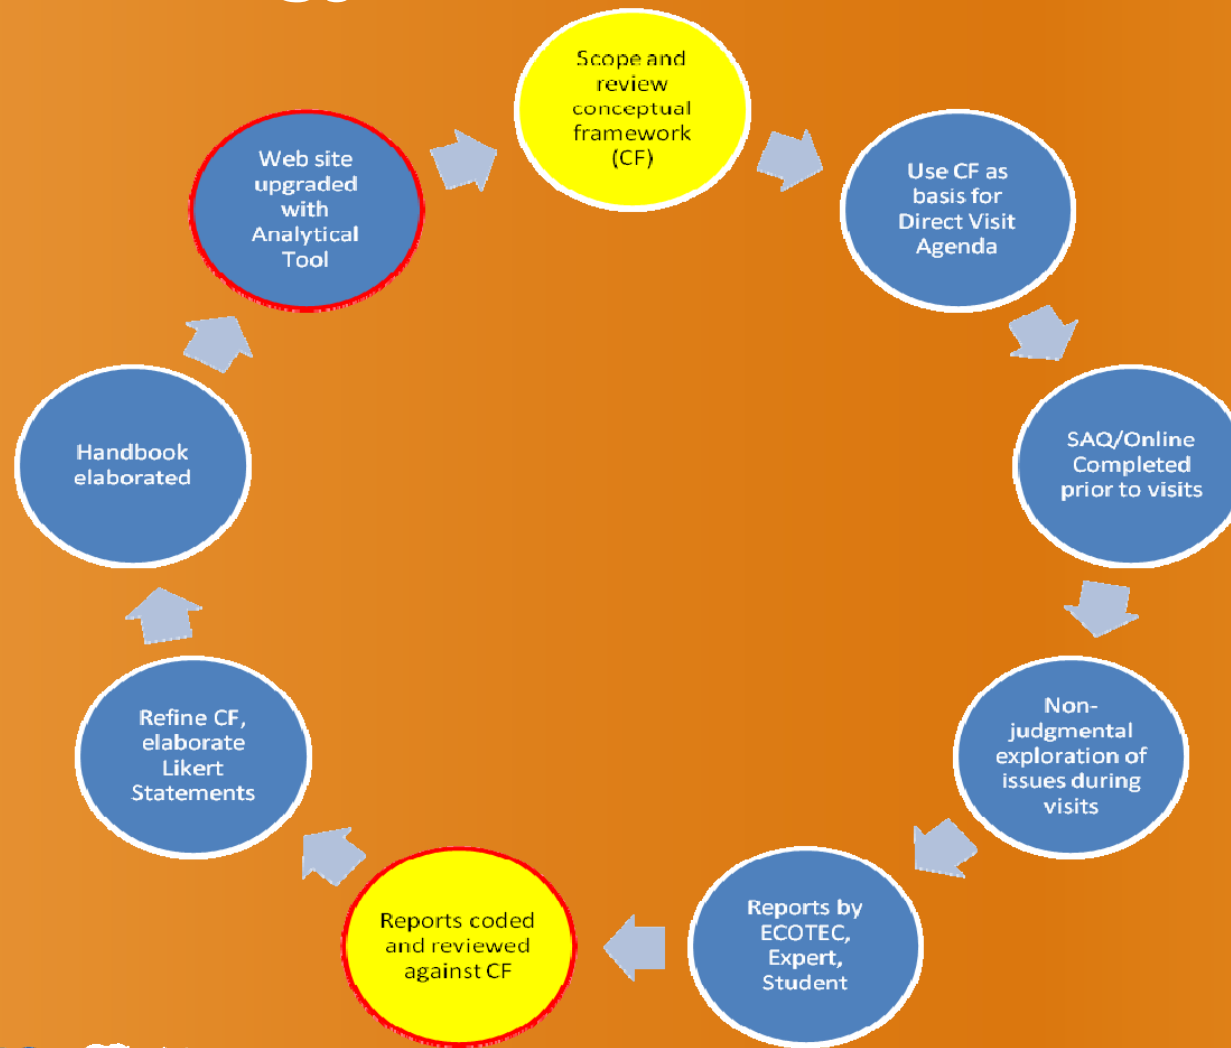 Scope and
review
conceptual
framework
(CF)
Use CF as
basis for
Direct Visit
Agenda
SAQ/Online
Completed
prior to visits
Non-
judgmental
exploration of
issues during
visits
Reports by
ECOTEC,
Expert,
Student
Reports coded
and reviewed
against CF
Refine CF,
elaborate
Likert
Statements
Handbook
elaborated
Web site
upgraded
with
Analytical
Tool